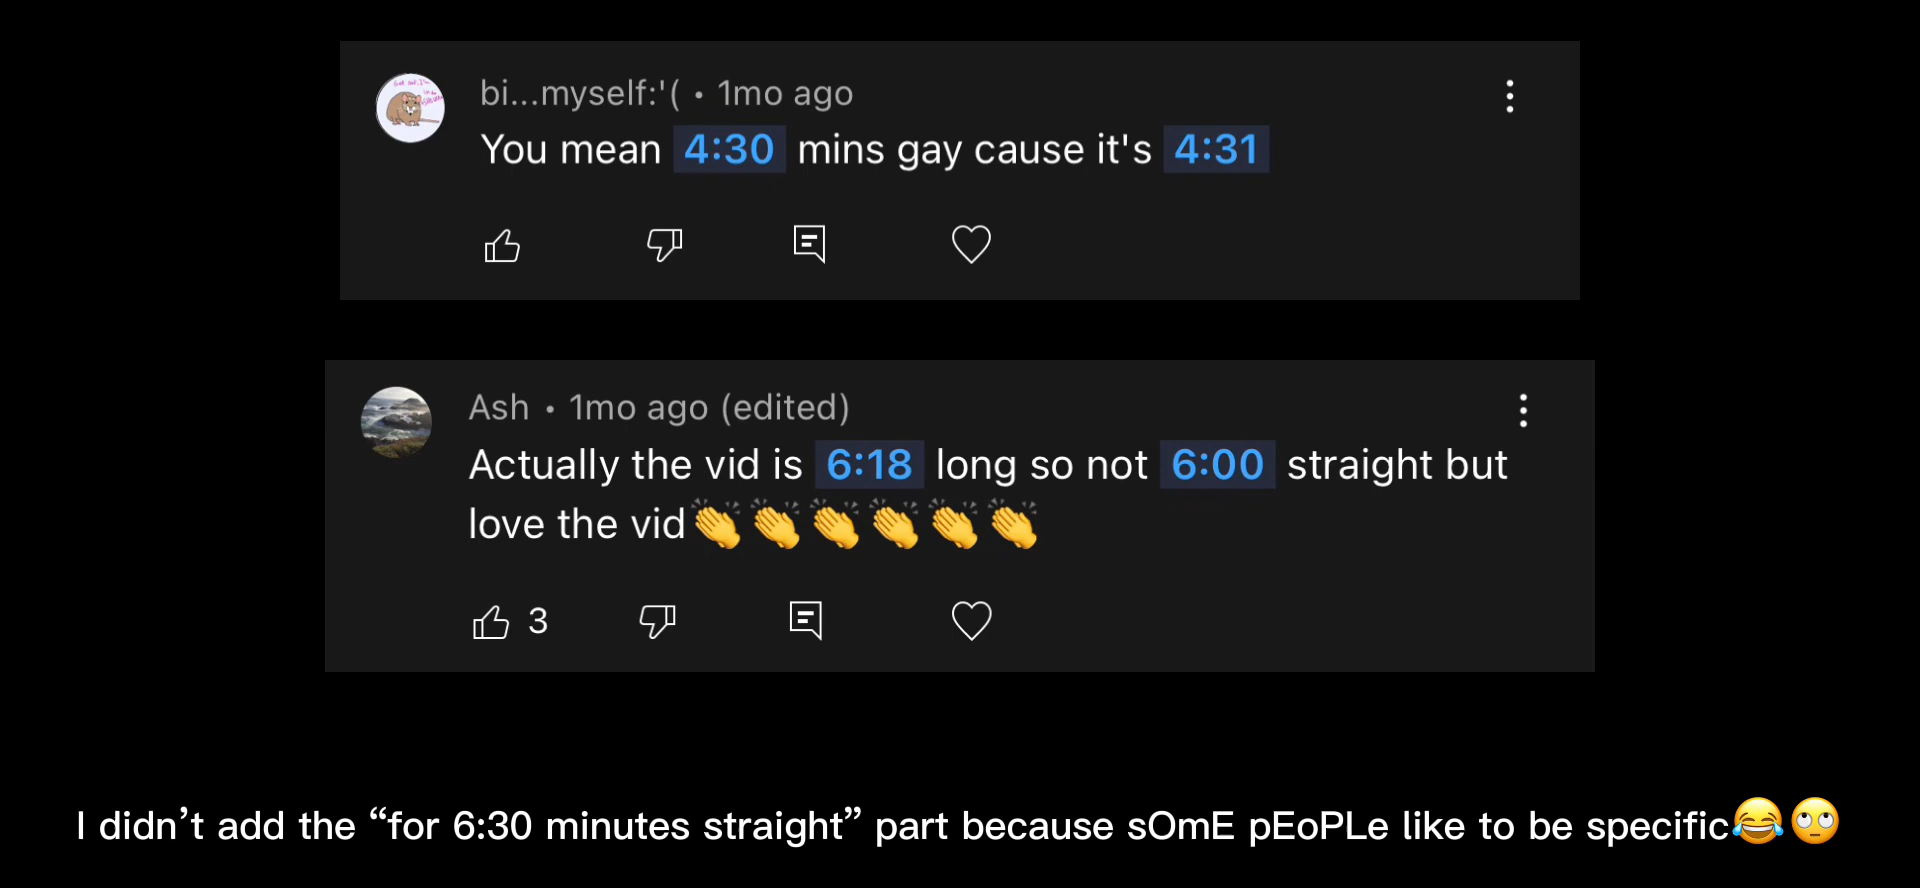 bi...myself:'( • 1mo ago
You mean 4:30 mins gay cause it's 4:31
Ash • 1mo ago (edited)
Actually the vid is 6:18 long so not 6:00 straight but
love the vid👏👏👏👏👏👏
3
I didn’t add the “for 6:30 minutes straight” part because sOmE pEoPLe like to be specific😂🙄